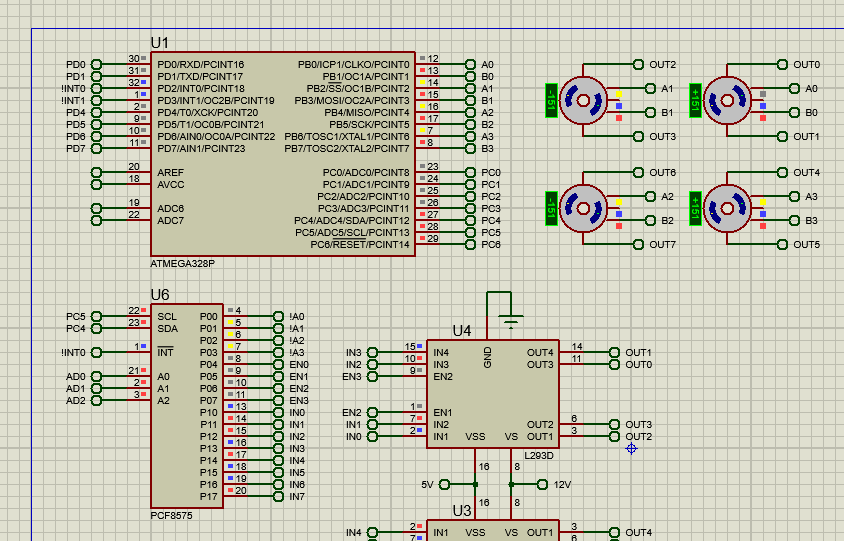 U1
PD0 30 PD0/RXD/PCINT16 PB0/ICP1/CLKO/PCINT0 12 A0
PD1 31 PD1/TXD/PCINT17 PB1/OC1A/PCINT1 13 B0
!INT0 32 PD2/INT0/PCINT18 PB2/SS/OC1B/PCINT2 14 A1
!INT1 1 PD3/INT1/OC2B/PCINT19 PB3/MOSI/OC2A/PCINT3 15 B1
PD4 2 PD4/T0/XCK/PCINT20 PB4/MISO/PCINT4 16 A2
PD5 9 PD5/T1/OC0B/PCINT21 PB5/SCK/PCINT5 17 B2
PD6 10 PD6/AIN0/OC0A/PCINT22 PB6/TOSC1/XTAL1/PCINT6 7 A3
PD7 11 PD7/AIN1/PCINT23 PB7/TOSC2/XTAL2/PCINT7 8 B3
20 AREF PC0/ADC0/PCINT8 23 PC0
18 AVCC PC1/ADC1/PCINT9 24 PC1
PC2/ADC2/PCINT10 25 PC2
19 ADC6 PC3/ADC3/PCINT11 26 PC3
22 ADC7 PC4/ADC4/SDA/PCINT12 27 PC4
PC5/ADC5/SCL/PCINT13 28 PC5
PC6/RESET/PCINT14 29 PC6
ATMEGA328P
OUT2
-151 A1
B1
OUT3
OUT0
+151 A0
B0
OUT1
OUT6
-151 A2
B2
OUT7
OUT4
+151 A3
B3
OUT5
U6
PC5 22 SCL P00 4 !A0
PC4 23 SDA P01 5 !A1
P02 6 !A2
!INT0 1 INT P03 7 !A3
P04 8 EN0
AD0 21 A0 P05 9 EN1
AD1 2 A1 P06 10 EN2
AD2 3 A2 P07 11 EN3
P10 13 IN0
P11 14 IN1
P12 15 IN2
P13 16 IN3
P14 17 IN4
P15 18 IN5
P16 19 IN6
P17 20 IN7
PCF8575
U4
IN3 15 IN4 GND OUT4 14 OUT1
IN2 10 IN3 OUT3 11 OUT0
EN3 9 EN2
EN2 1 EN1
IN1 7 IN2 OUT2 6 OUT3
IN0 2 IN1 VSS VS OUT1 3 OUT2
L293D
16 8
5V 12V
16 8
U3
IN4 2 IN1 VSS VS OUT1 3 OUT4